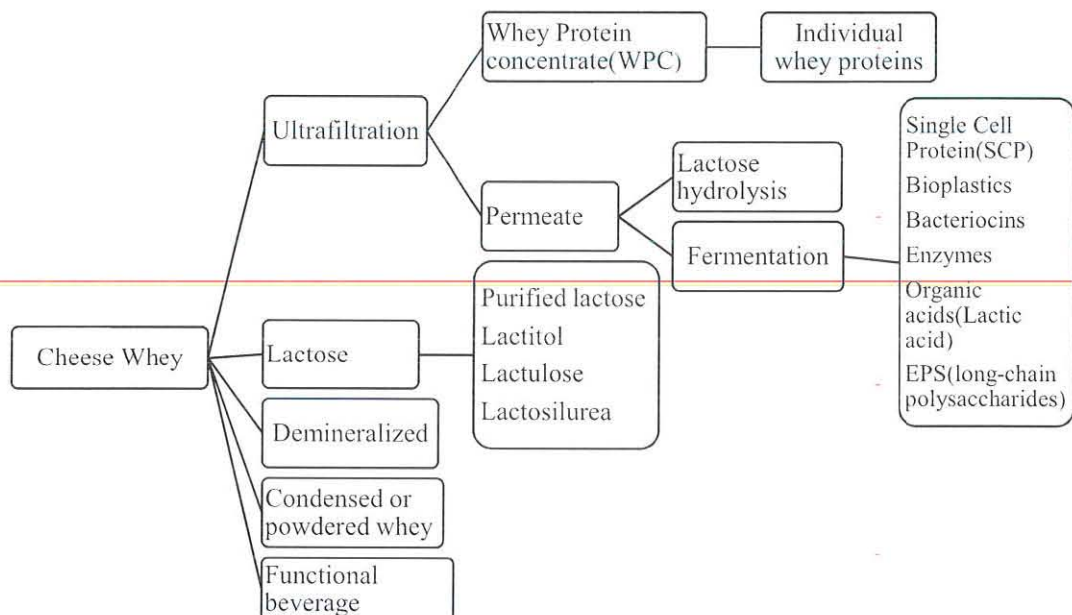 Whey Protein
concentrate(WPC)
Individual
whey proteins
Ultrafiltration
Single Cell
Protein(SCP)
Bioplastics
Bacteriocins
Enzymes
Organic
acids(Lactic
acid)
EPS(long-chain
polysaccharides)
Lactose
hydrolysis
Permeate
Fermentation
Purified lactose
Lactitol
Lactulose
Lactosilurea
Cheese Whey
Lactose
Demineralized
Condensed or
powdered whey
Functional
beverage